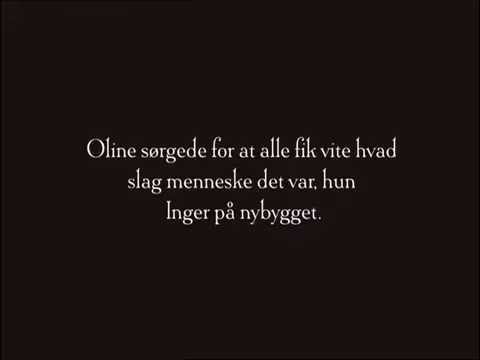 Oline sørgede for at alle fik vite hvad
slag menneske det var, hun
Inger på nybygget.